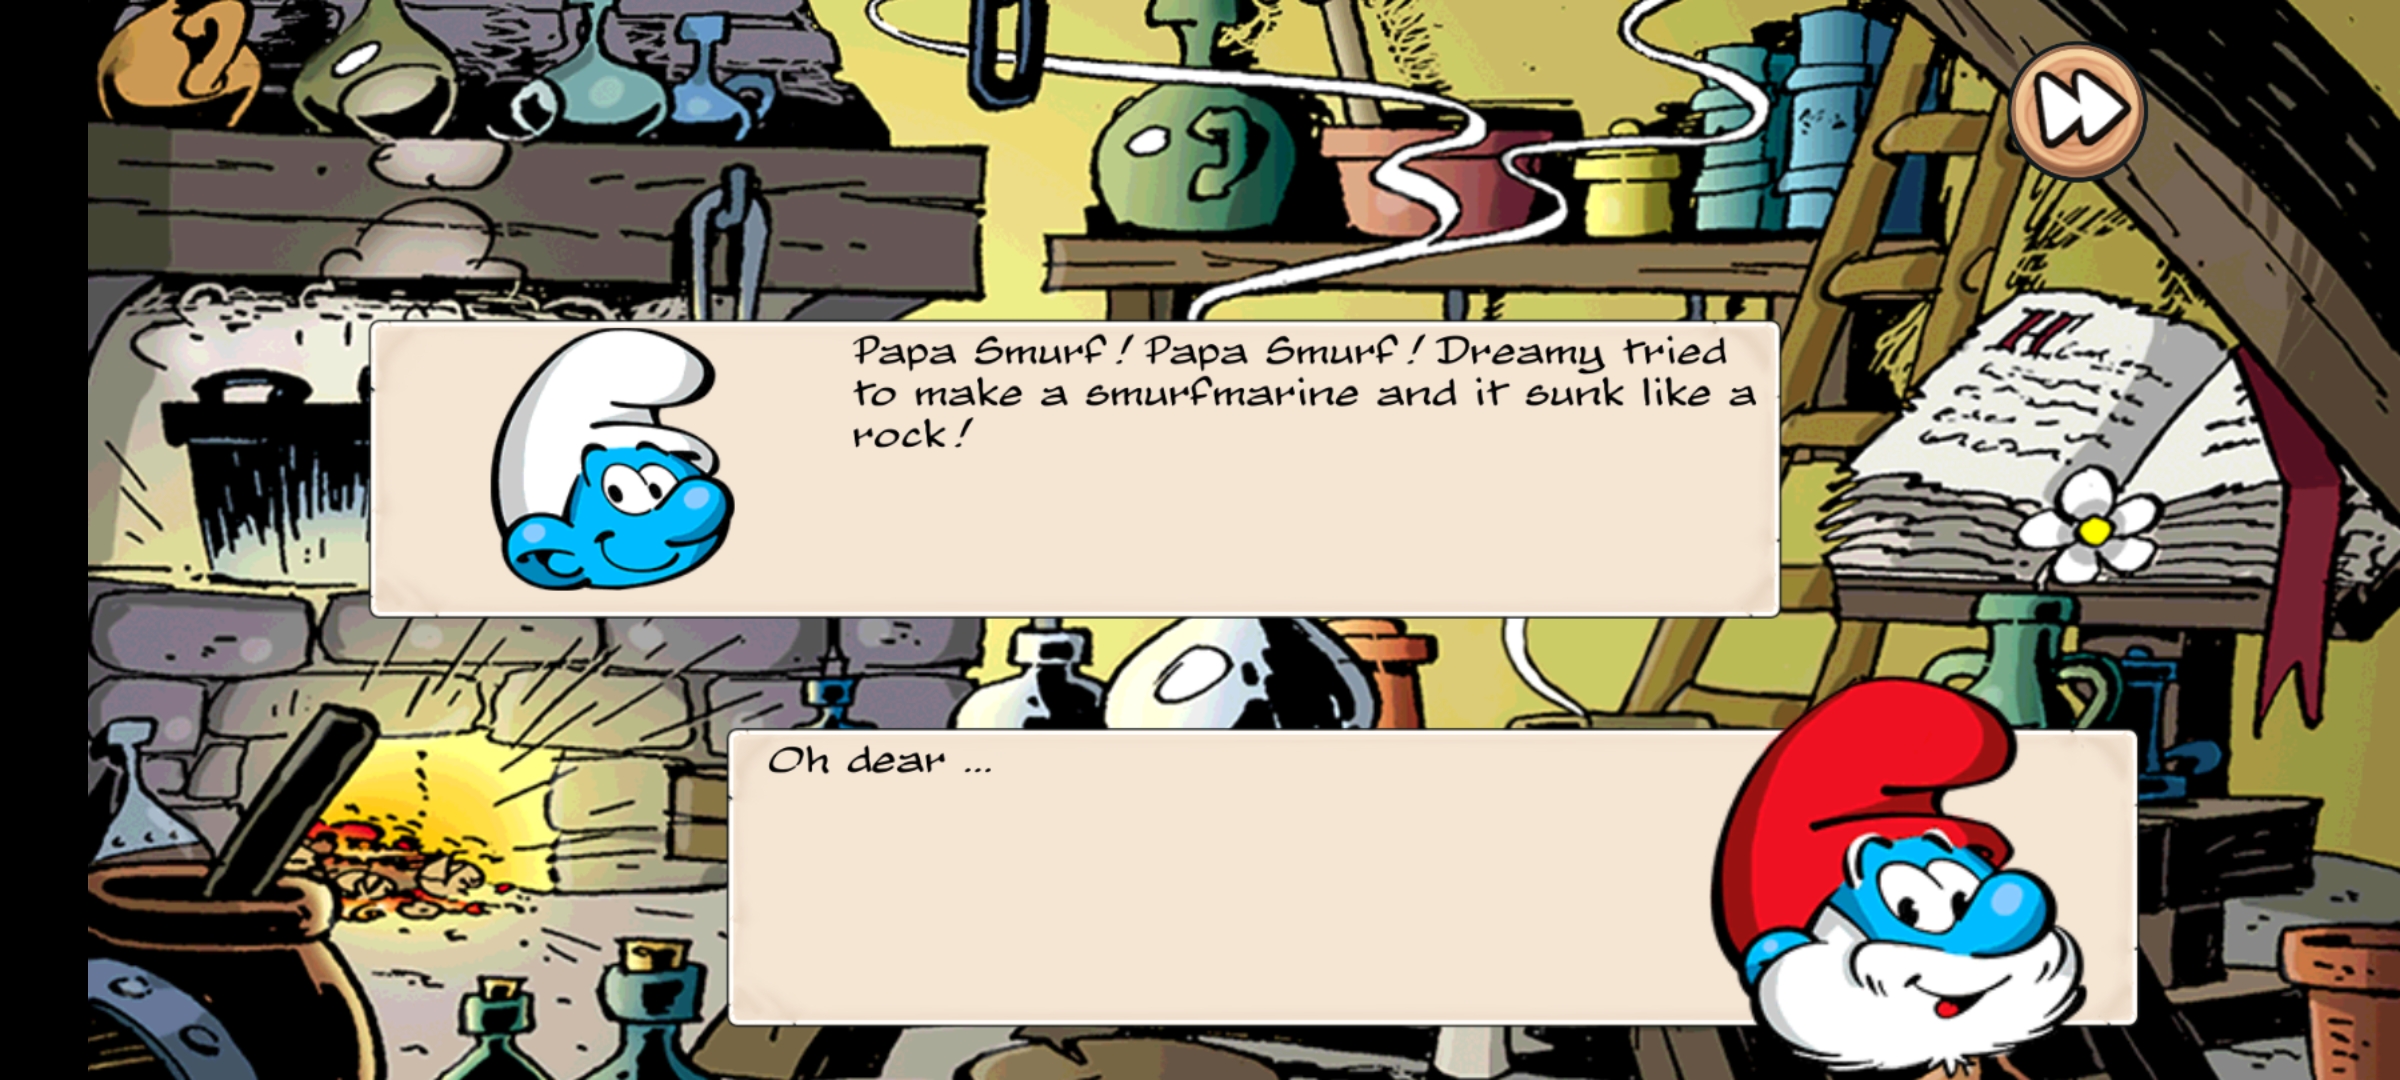 Papa Smurf! Papa Smurf! Dreamy tried
to make a smurfmarine and it sunk like a
rock!
Oh dear ...